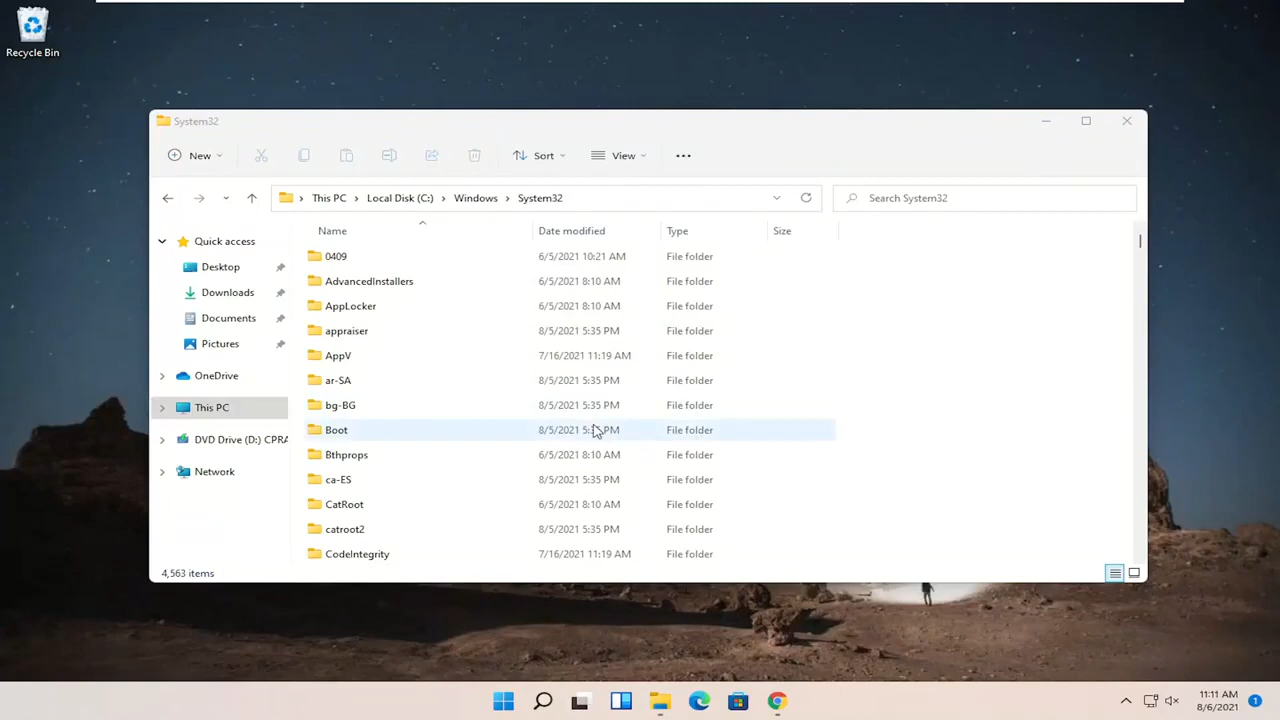 Recycle Bin
System32
New
Sort
View
This PC
Local Disk (C:)
Windows
System32
Search System32
Name
Date modified
Type
Size
Quick access
Desktop
Downloads
Documents
Pictures
OneDrive
This PC
DVD Drive (D:) CPRA
Network
0409 6/5/2021 10:21 AM File folder
AdvancedInstallers 6/5/2021 8:10 AM File folder
AppLocker 6/5/2021 8:10 AM File folder
appraiser 8/5/2021 5:35 PM File folder
AppV 7/16/2021 11:19 AM File folder
ar-SA 8/5/2021 5:35 PM File folder
bg-BG 8/5/2021 5:35 PM File folder
Boot 8/5/2021 PM File folder
Bthprops 6/5/2021 8:10 AM File folder
ca-ES 8/5/2021 5:35 PM File folder
CatRoot 6/5/2021 8:10 AM File folder
catroot2 8/5/2021 5:35 PM File folder
CodeIntegrity 7/16/2021 11:19 AM File folder
4,563 items
11:11 AM
8/6/2021
1